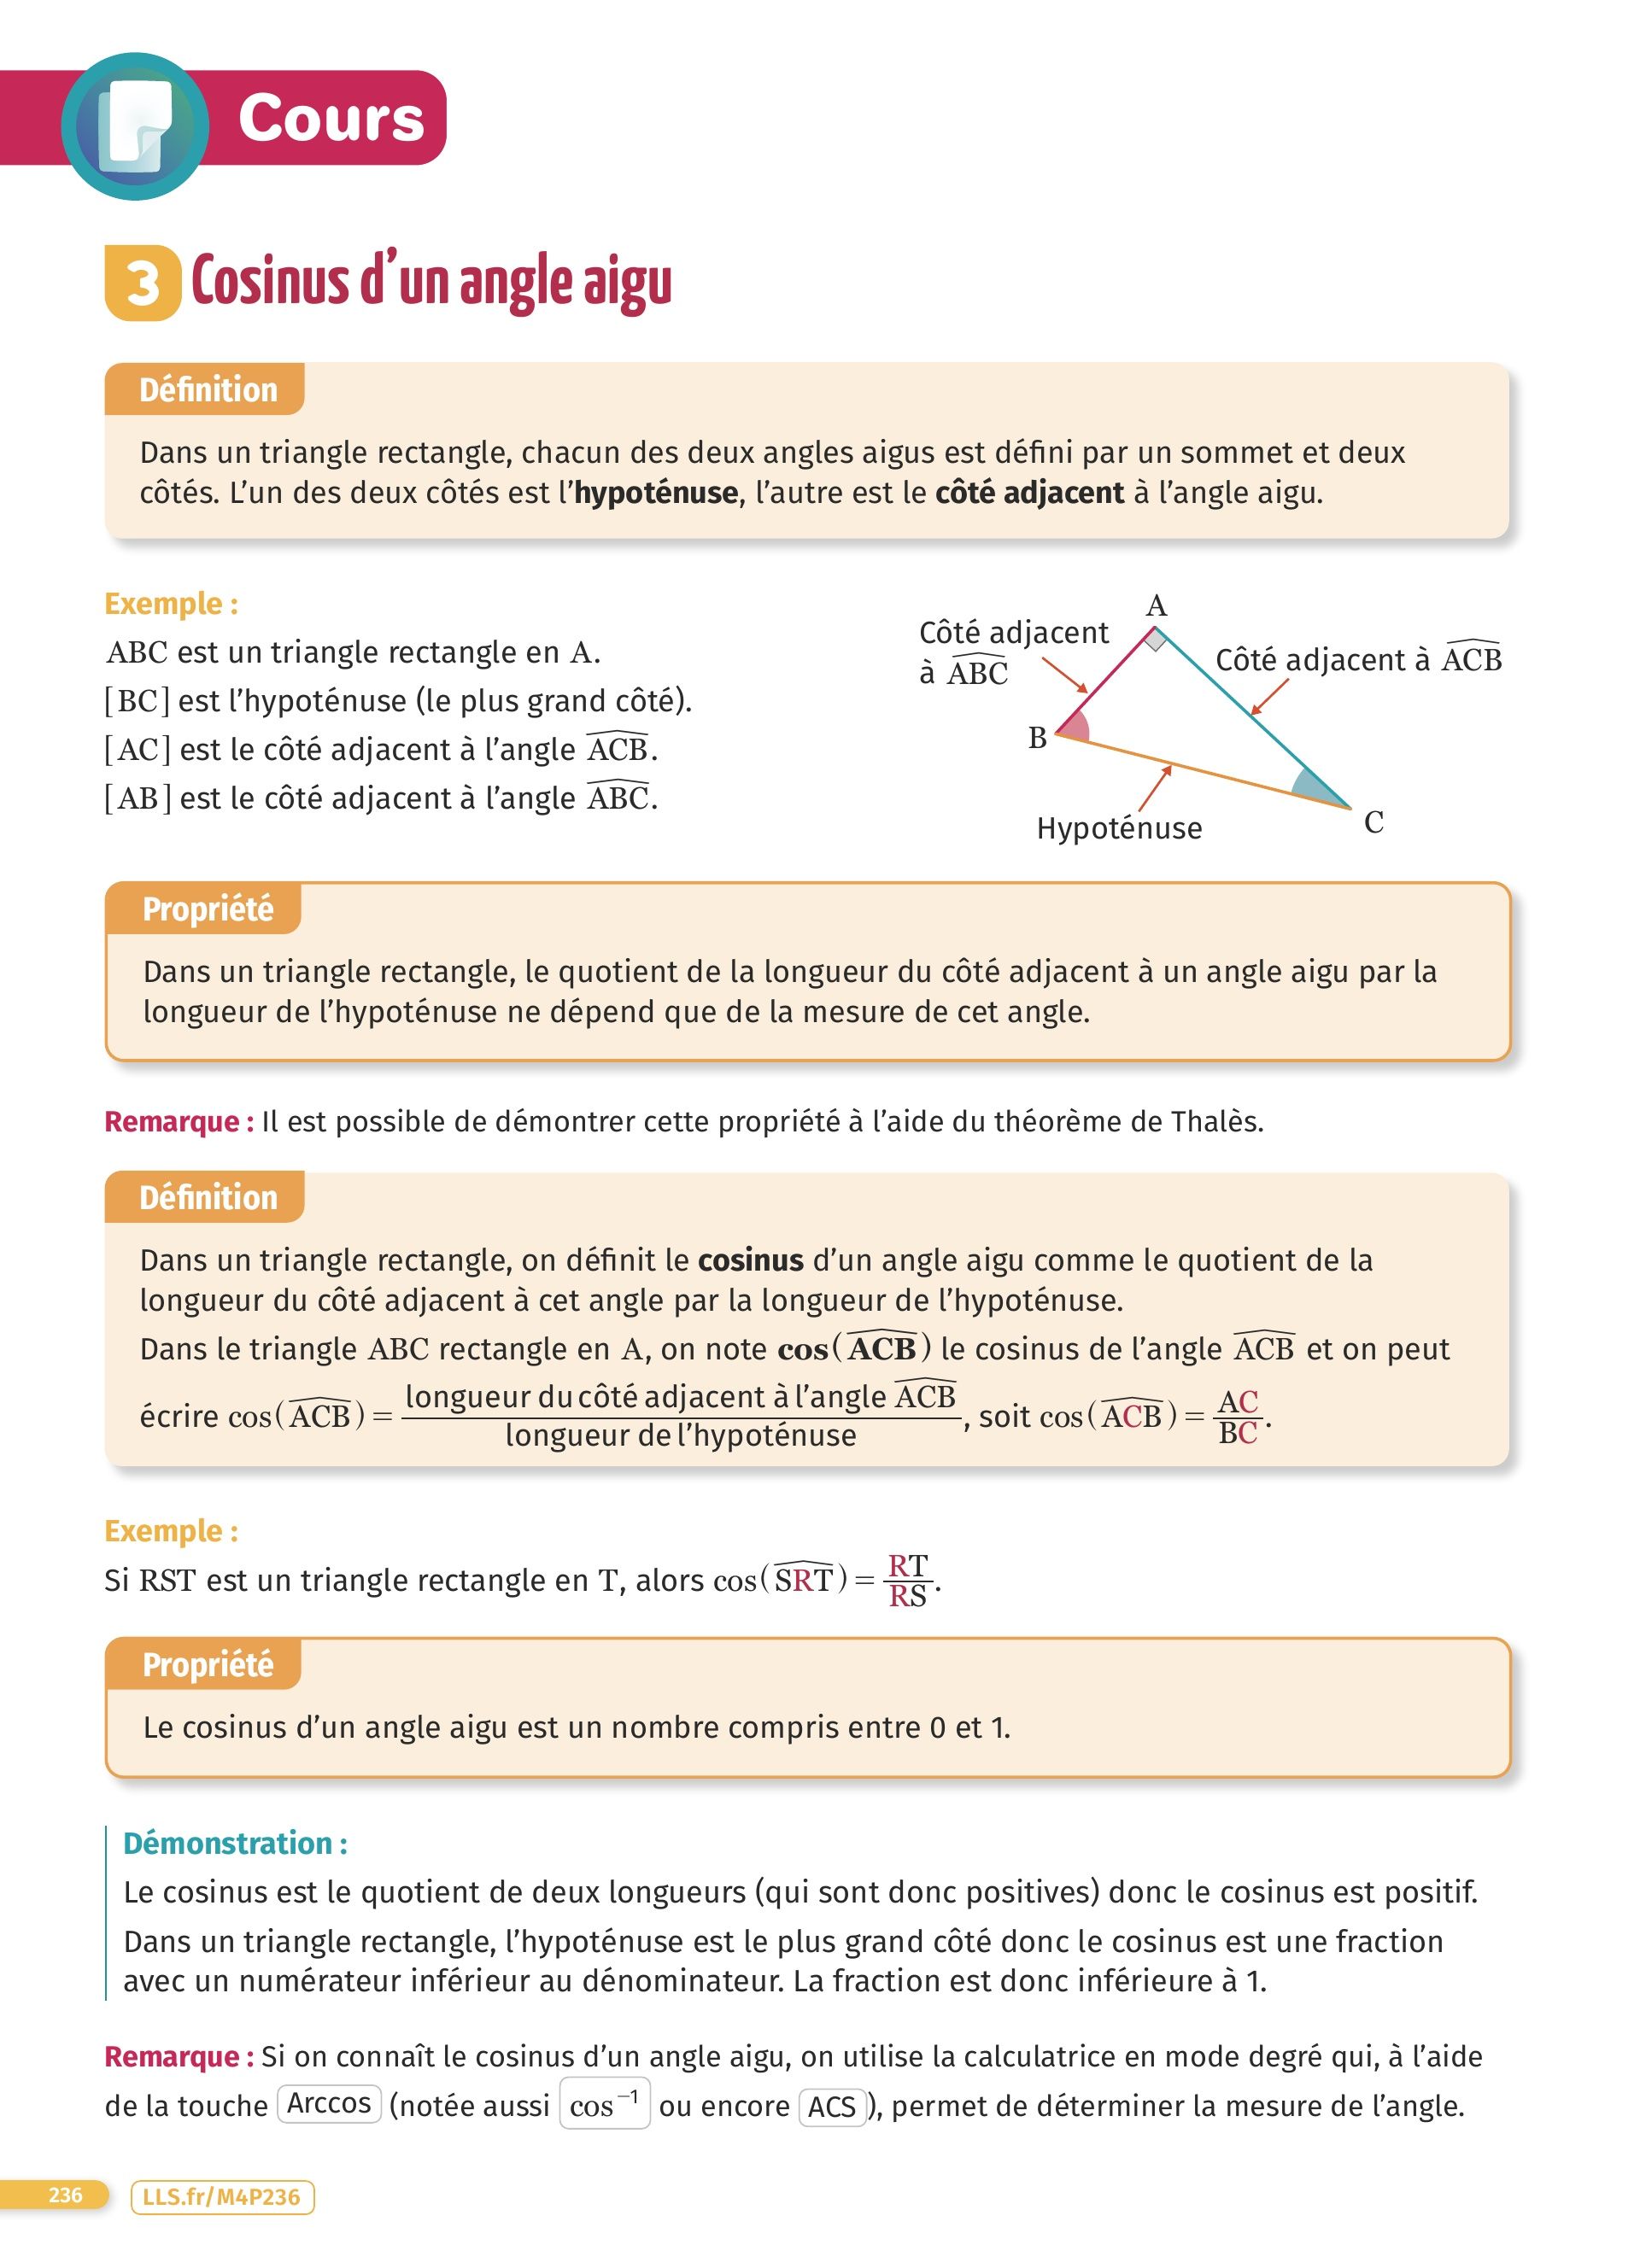 Cours
3 Cosinus d’un angle aigu
Définition
Dans un triangle rectangle, chacun des deux angles aigus est défini par un sommet et deux
côtés. L’un des deux côtés est l’hypoténuse, l’autre est le côté adjacent à l’angle aigu.
Exemple :
ABC est un triangle rectangle en A.
[BC] est l’hypoténuse (le plus grand côté).
[AC] est le côté adjacent à l’angle \widehat{ACB}.
[AB] est le côté adjacent à l’angle \widehat{ABC}.
A
Côté adjacent
à \widehat{ABC}
Côté adjacent à \widehat{ACB}
B
Hypoténuse
C
Propriété
Dans un triangle rectangle, le quotient de la longueur du côté adjacent à un angle aigu par la
longueur de l’hypoténuse ne dépend que de la mesure de cet angle.
Remarque : Il est possible de démontrer cette propriété à l’aide du théorème de Thalès.
Définition
Dans un triangle rectangle, on définit le cosinus d’un angle aigu comme le quotient de la
longueur du côté adjacent à cet angle par la longueur de l’hypoténuse.
Dans le triangle ABC rectangle en A, on note cos(\widehat{ACB}) le cosinus de l’angle \widehat{ACB} et on peut
écrire cos(\widehat{ACB}) = \frac{longueur du côté adjacent à l’angle \widehat{ACB}}{longueur de l’hypoténuse}, soit cos(\widehat{ACB}) = \frac{AC}{BC}.
Exemple :
Si RST est un triangle rectangle en T, alors cos(\widehat{SRT}) = \frac{RT}{RS}.
Propriété
Le cosinus d’un angle aigu est un nombre compris entre 0 et 1.
Démonstration :
Le cosinus est le quotient de deux longueurs (qui sont donc positives) donc le cosinus est positif.
Dans un triangle rectangle, l’hypoténuse est le plus grand côté donc le cosinus est une fraction
avec un numérateur inférieur au dénominateur. La fraction est donc inférieure à 1.
Remarque : Si on connaît le cosinus d’un angle aigu, on utilise la calculatrice en mode degré qui, à l’aide
de la touche Arccos (notée aussi cos⁻¹ ou encore ACS), permet de déterminer la mesure de l’angle.
236 LLS.fr/M4P236